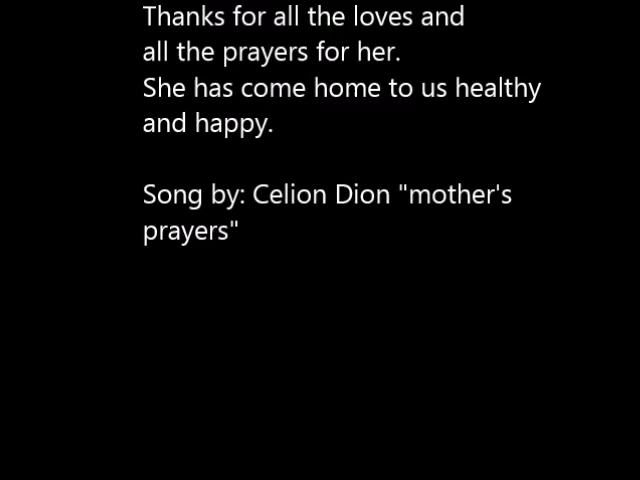 Thanks for all the loves and
all the prayers for her.
She has come home to us healthy
and happy.
Song by: Celion Dion "mother's
prayers"